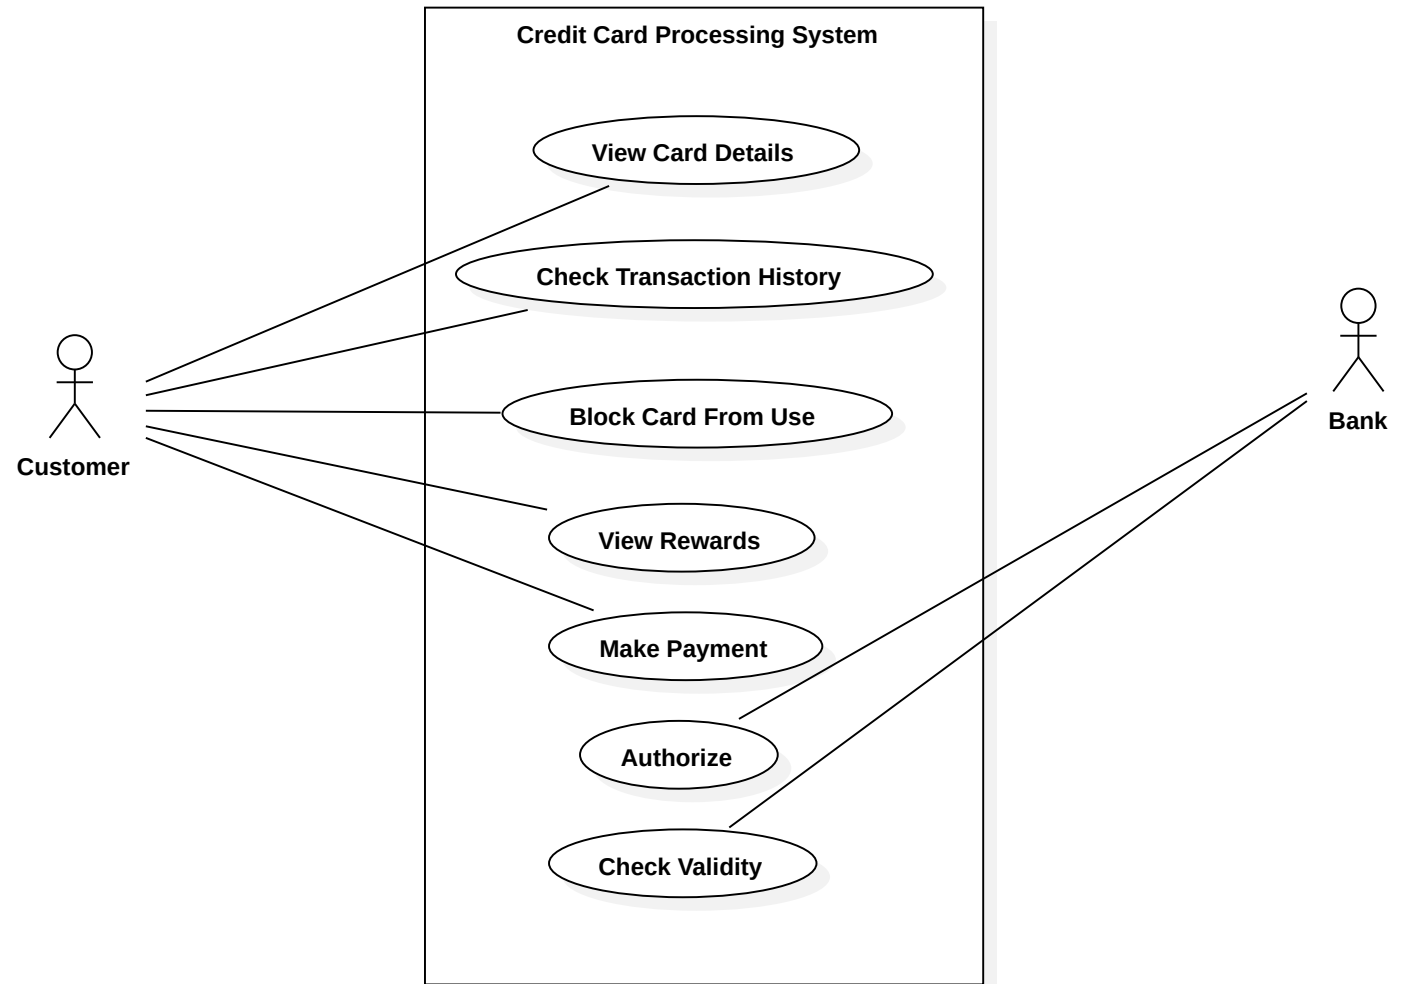 Credit Card Processing System
View Card Details
Check Transaction History
Block Card From Use
Customer
Bank
View Rewards
Make Payment
Authorize
Check Validity